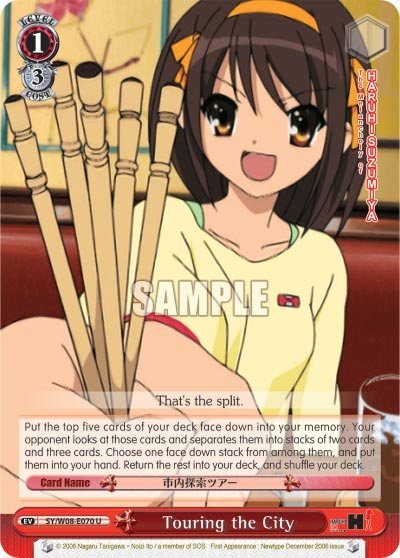 LEVEL
1
3
COST
The Melancholy of
HARUHI SUZUMIYA
SAMPLE
That's the split.
Put the top five cards of your deck face down into your memory. Your
opponent looks at those cards and separates them into stacks of two cards
and three cards. Choose one face down stack from among them, and put
them into your hand. Return the rest into your deck, and shuffle your deck.
Card Name
市内探索ツアー
EV
SY/W08-E070 U
Touring the City
H
© 2006 Nagaru Tanigawa・Noizi Ito / a member of SOS First Appearance : Newtype December 2006 issue